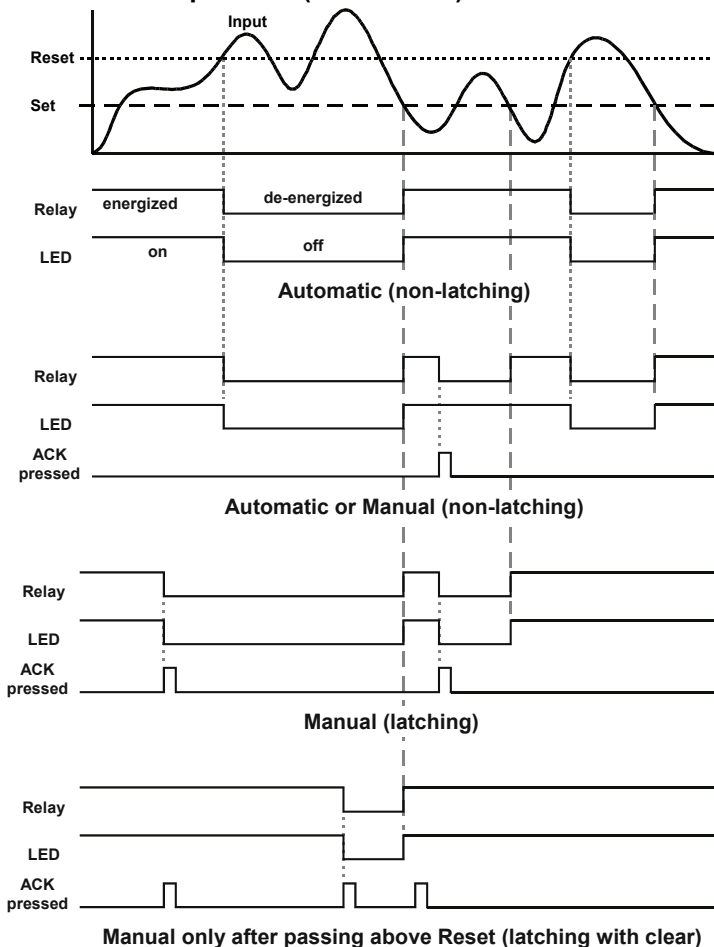 Input
Reset
Set
Relay
energized
de-energized
LED
on
off
Automatic (non-latching)
Relay
LED
ACK
pressed
Automatic or Manual (non-latching)
Relay
LED
ACK
pressed
Manual (latching)
Relay
LED
ACK
pressed
Manual only after passing above Reset (latching with clear)